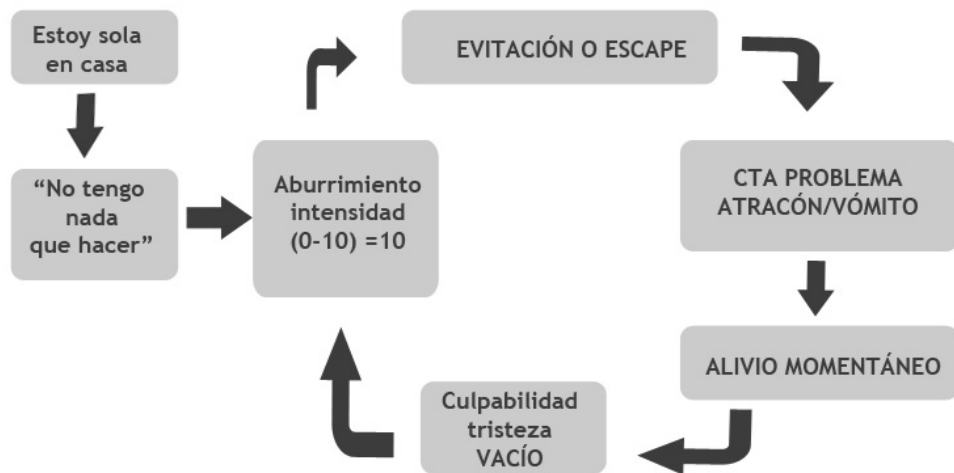 Estoy sola
en casa
“No tengo
nada
que hacer”
Aburrimiento
intensidad
(0-10) =10
EVITACIÓN O ESCAPE
CTA PROBLEMA
ATRACÓN/VÓMITO
ALIVIO MOMENTÁNEO
Culpabilidad
tristeza
VACÍO